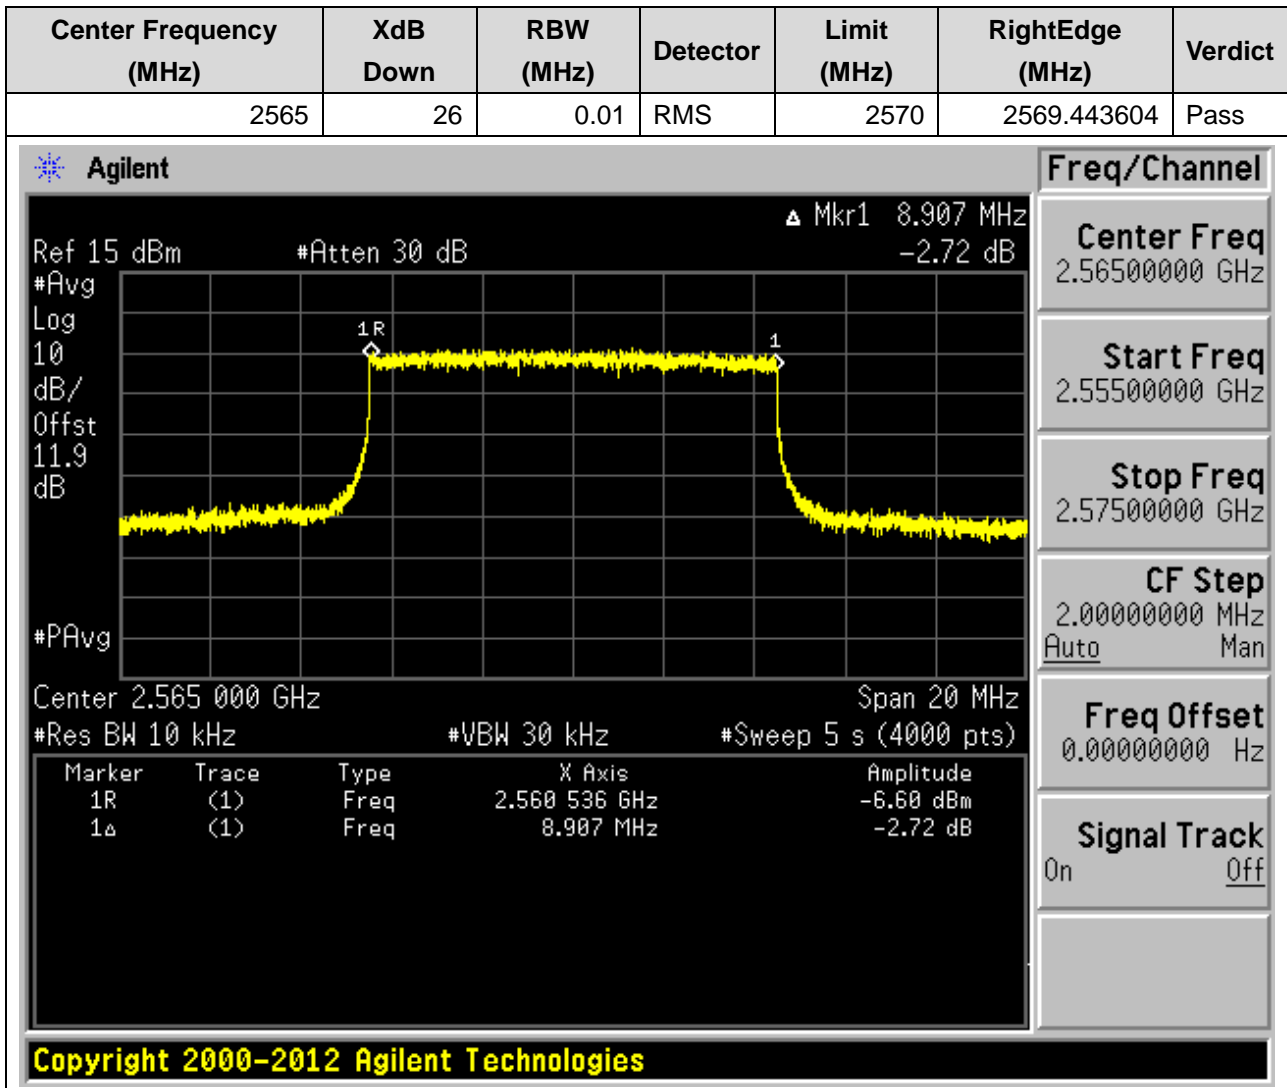 Center Frequency (MHz) XdB Down RBW (MHz) Detector Limit (MHz) RightEdge (MHz) Verdict
2565 26 0.01 RMS 2570 2569.443604 Pass
Agilent
Freq/Channel
Δ Mkr1 8.907 MHz
Ref 15 dBm #Atten 30 dB -2.72 dB
#Avg
Log
10
dB/
Offst
11.9
dB
1R
1
#PAvg
Center 2.565 000 GHz Span 20 MHz
#Res BW 10 kHz #VBW 30 kHz #Sweep 5 s (4000 pts)
Marker Trace Type X Axis Amplitude
1R (1) Freq 2.560 536 GHz -6.60 dBm
1Δ (1) Freq 8.907 MHz -2.72 dB
Center Freq
2.56500000 GHz
Start Freq
2.55500000 GHz
Stop Freq
2.57500000 GHz
CF Step
2.00000000 MHz
Auto Man
Freq Offset
0.00000000 Hz
Signal Track
On Off
Copyright 2000-2012 Agilent Technologies